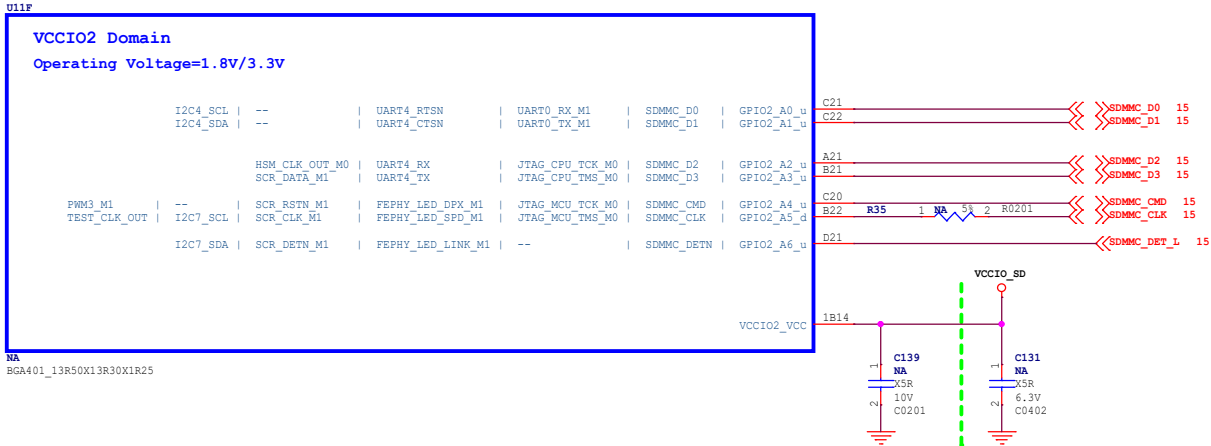 U11F
VCCIO2 Domain
Operating Voltage=1.8V/3.3V
I2C4_SCL | -- | UART4_RTSN | UART0_RX_M1 | SDMMC_D0 | GPIO2_A0_u C21 SDMMC_D0 15
I2C4_SDA | -- | UART4_CTSN | UART0_TX_M1 | SDMMC_D1 | GPIO2_A1_u C22 SDMMC_D1 15
HSM_CLK_OUT_M0 | UART4_RX | JTAG_CPU_TCK_M0 | SDMMC_D2 | GPIO2_A2_u A21 SDMMC_D2 15
SCR_DATA_M1 | UART4_TX | JTAG_CPU_TMS_M0 | SDMMC_D3 | GPIO2_A3_u B21 SDMMC_D3 15
PWM3_M1 | -- | SCR_RSTN_M1 | FEPHY_LED_DPX_M1 | JTAG_MCU_TCK_M0 | SDMMC_CMD | GPIO2_A4_u C20 SDMMC_CMD 15
TEST_CLK_OUT | I2C7_SCL | SCR_CLK_M1 | FEPHY_LED_SPD_M1 | JTAG_MCU_TMS_M0 | SDMMC_CLK | GPIO2_A5_d B22 R35 1 NA 5% 2 R0201 SDMMC_CLK 15
I2C7_SDA | SCR_DETN_M1 | FEPHY_LED_LINK_M1 | -- | SDMMC_DETN | GPIO2_A6_u D21 SDMMC_DET_L 15
VCCIO_SD
VCCIO2_VCC 1B14
NA
BGA401_13R50X13R30X1R25
1
2
C139
NA
X5R
10V
C0201
1
2
C131
NA
X5R
6.3V
C0402